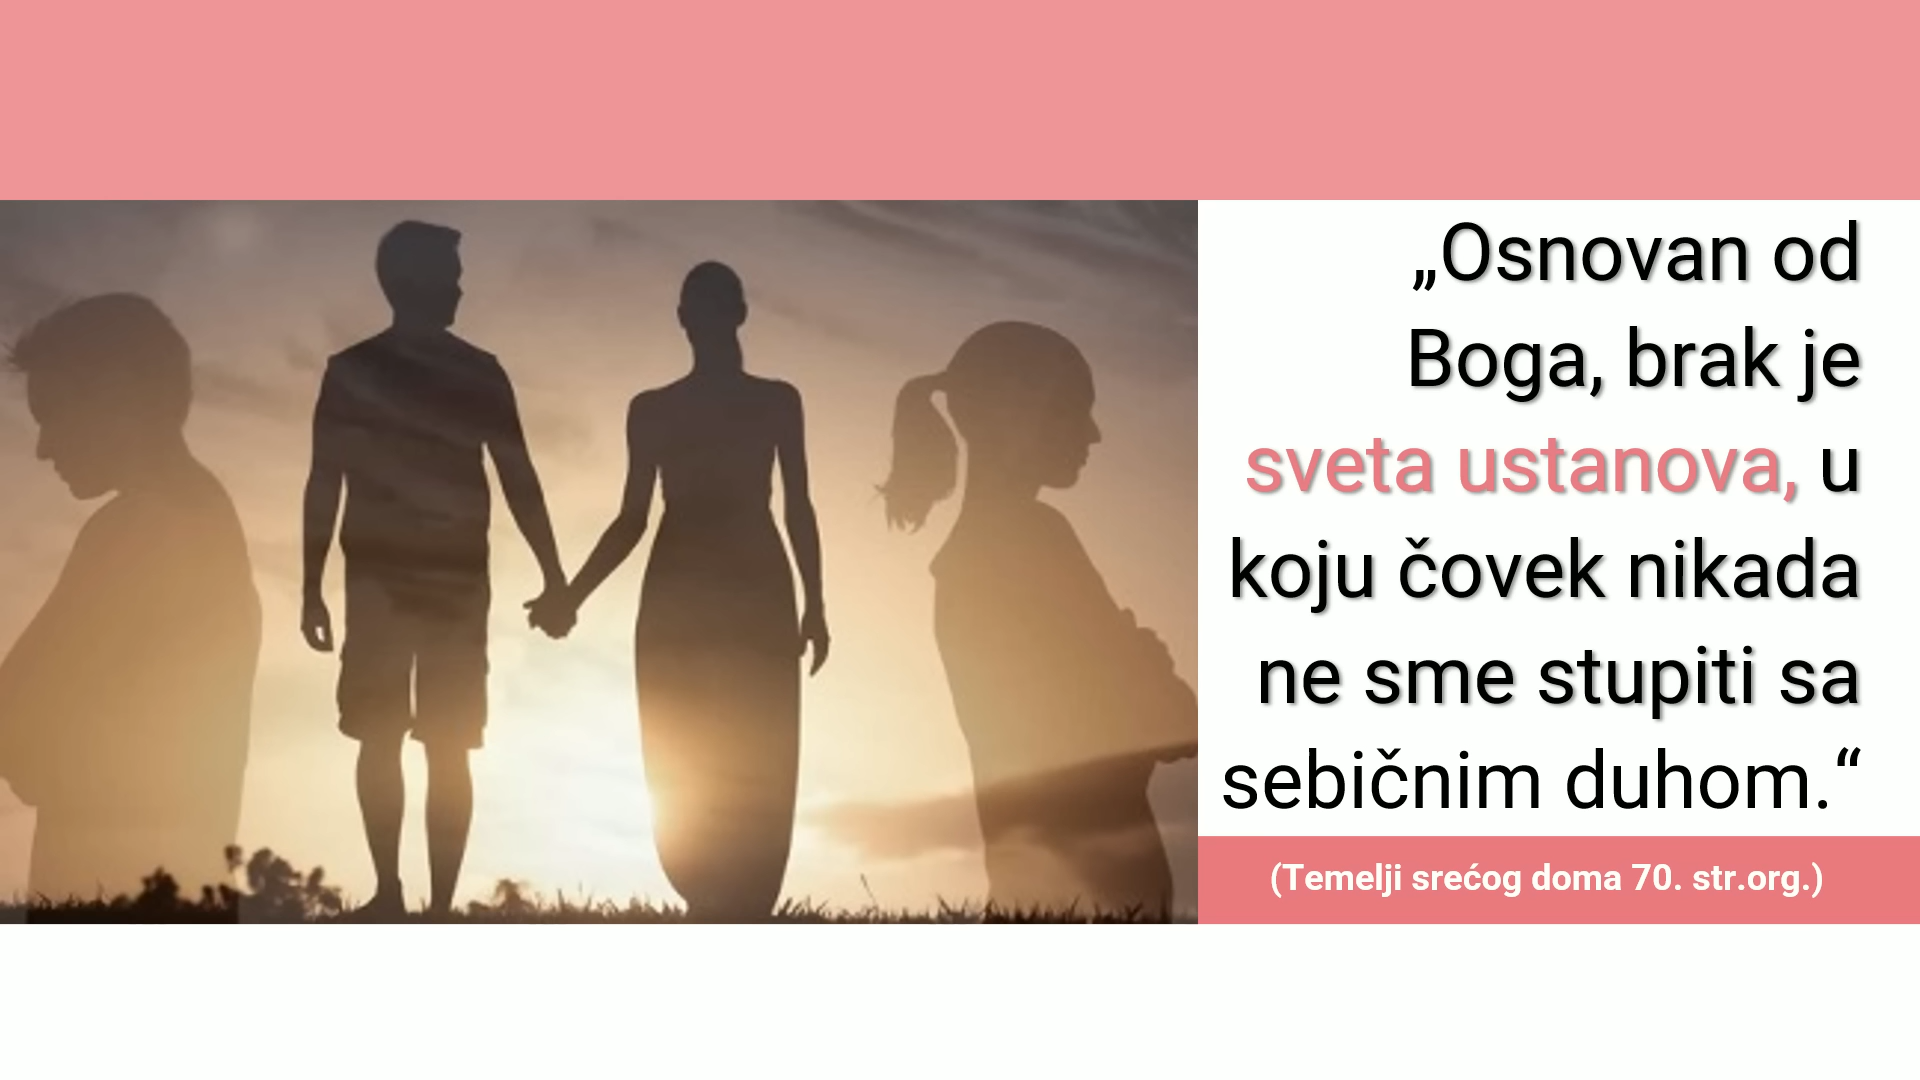 „Osnovan od
Boga, brak je
sveta ustanova, u
koju čovek nikada
ne sme stupiti sa
sebičnim duhom.“
(Temelji srećog doma 70. str.org.)